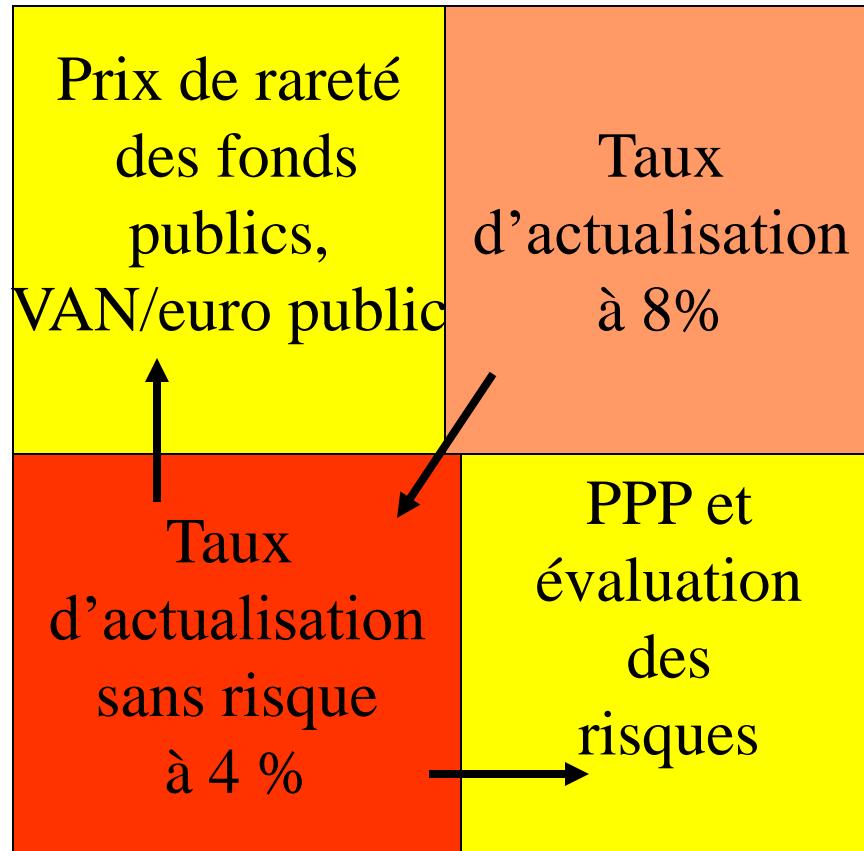 Prix de rareté
des fonds
publics,
VAN/euro public
Taux
d’actualisation
à 8%
Taux
d’actualisation
sans risque
à 4 %
PPP et
évaluation
des
risques